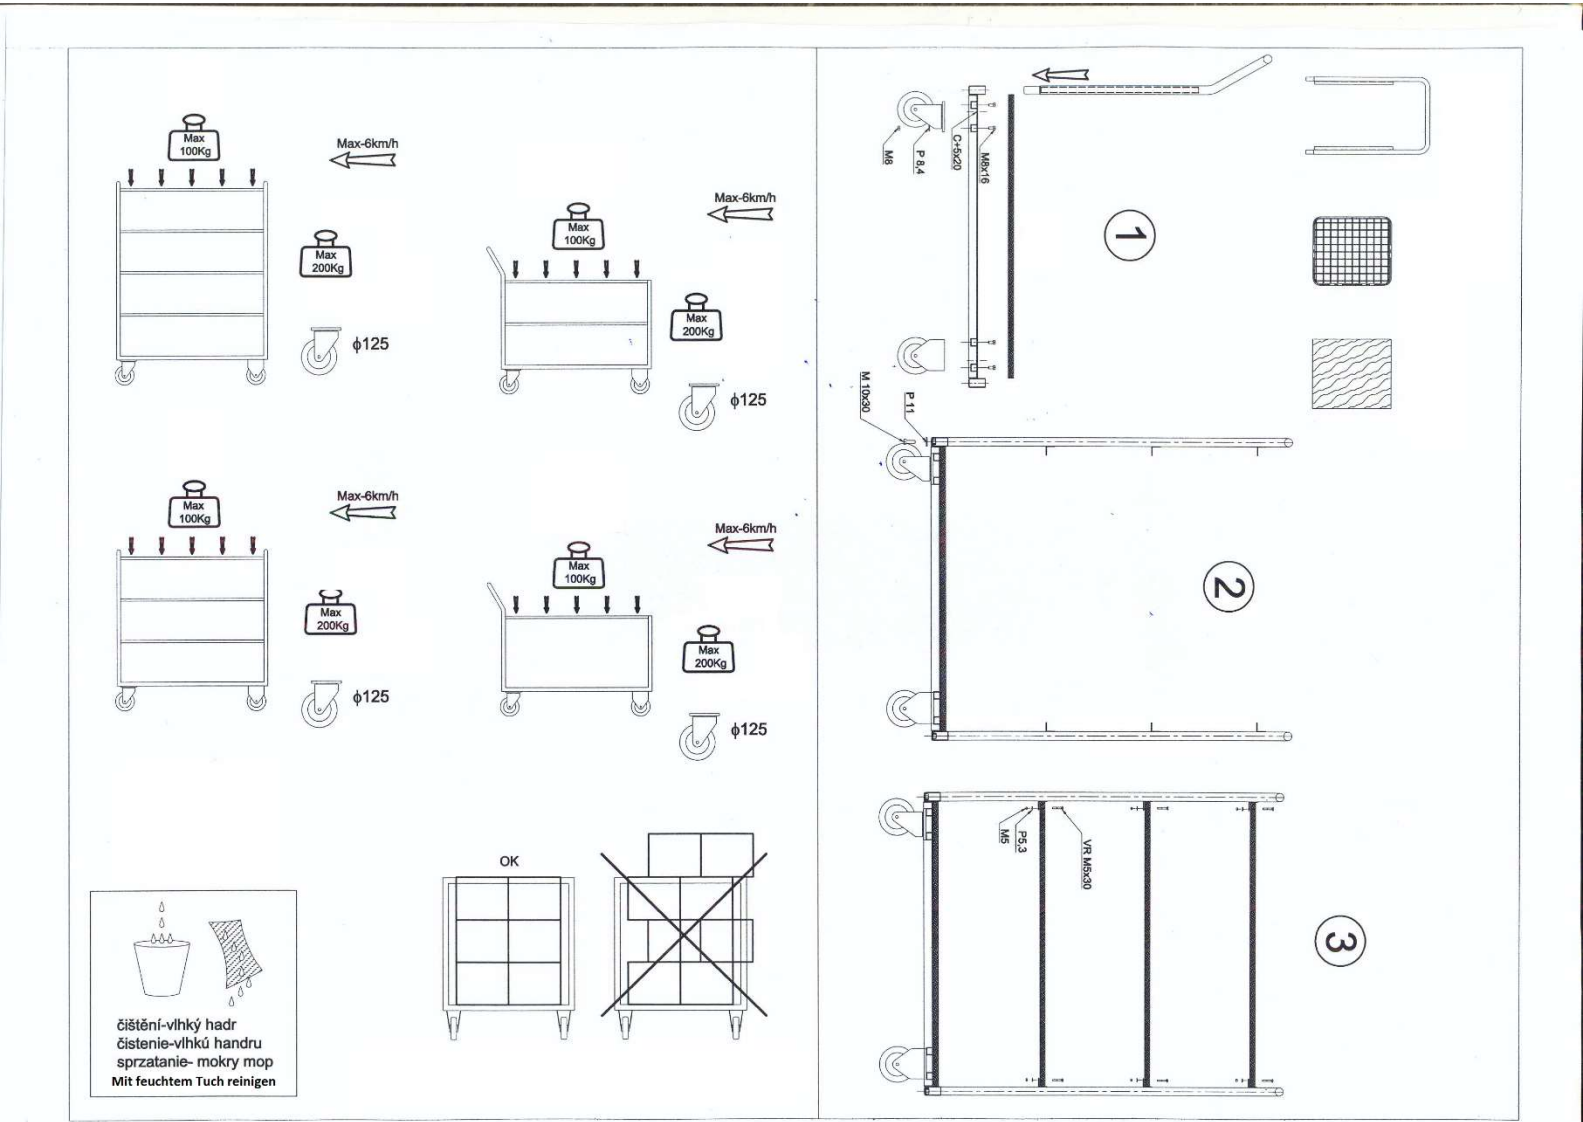 Max
100Kg
Max-6km/h
Max
200Kg
ϕ125
Max
100Kg
Max-6km/h
Max
200Kg
ϕ125
Max
100Kg
Max-6km/h
Max
200Kg
ϕ125
Max
100Kg
Max-6km/h
Max
200Kg
ϕ125
OK
čištění-vlhký hadr
čistenie-vlhkú handru
sprzatanie- mokry mop
Mit feuchtem Tuch reinigen
1
M8x16
C+5x20
P 8,4
M8
2
P 11
M 10x30
3
VR M5x30
P5,3
M5